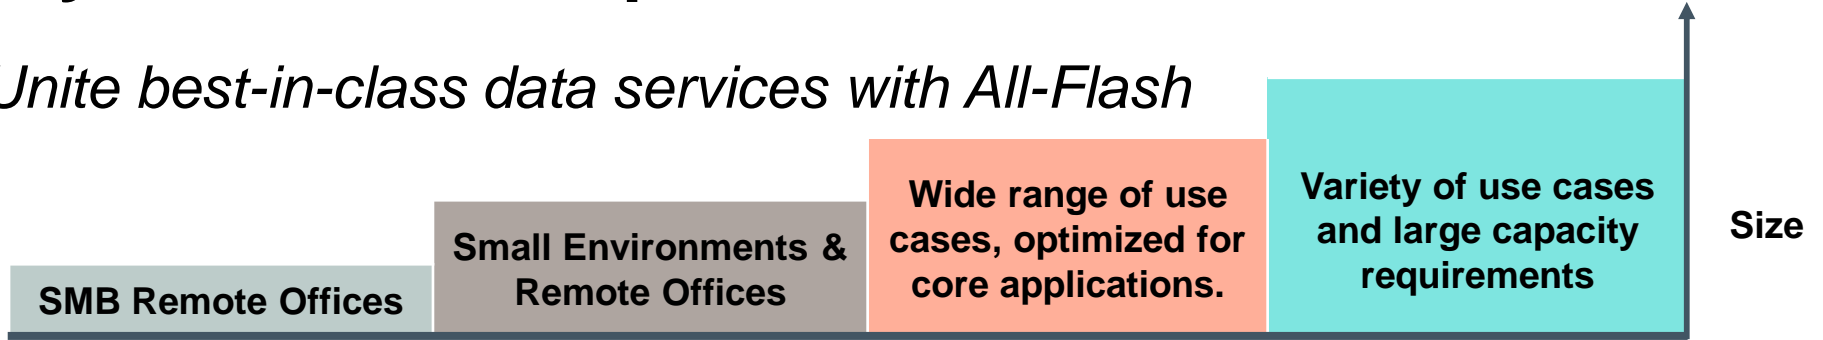 Unite best-in-class data services with All-Flash
SMB Remote Offices
Small Environments &
Remote Offices
Wide range of use
cases, optimized for
core applications.
Variety of use cases
and large capacity
requirements
Size